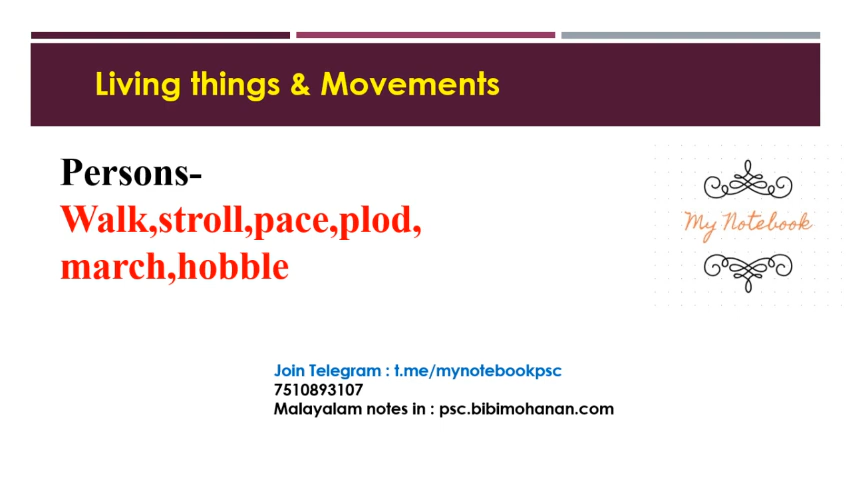 Living things & Movements
Persons-
Walk,stroll,pace,plod,
march,hobble
My Notebook
Join Telegram : t.me/mynotebookpsc
7510893107
Malayalam notes in : psc.bibimohanan.com